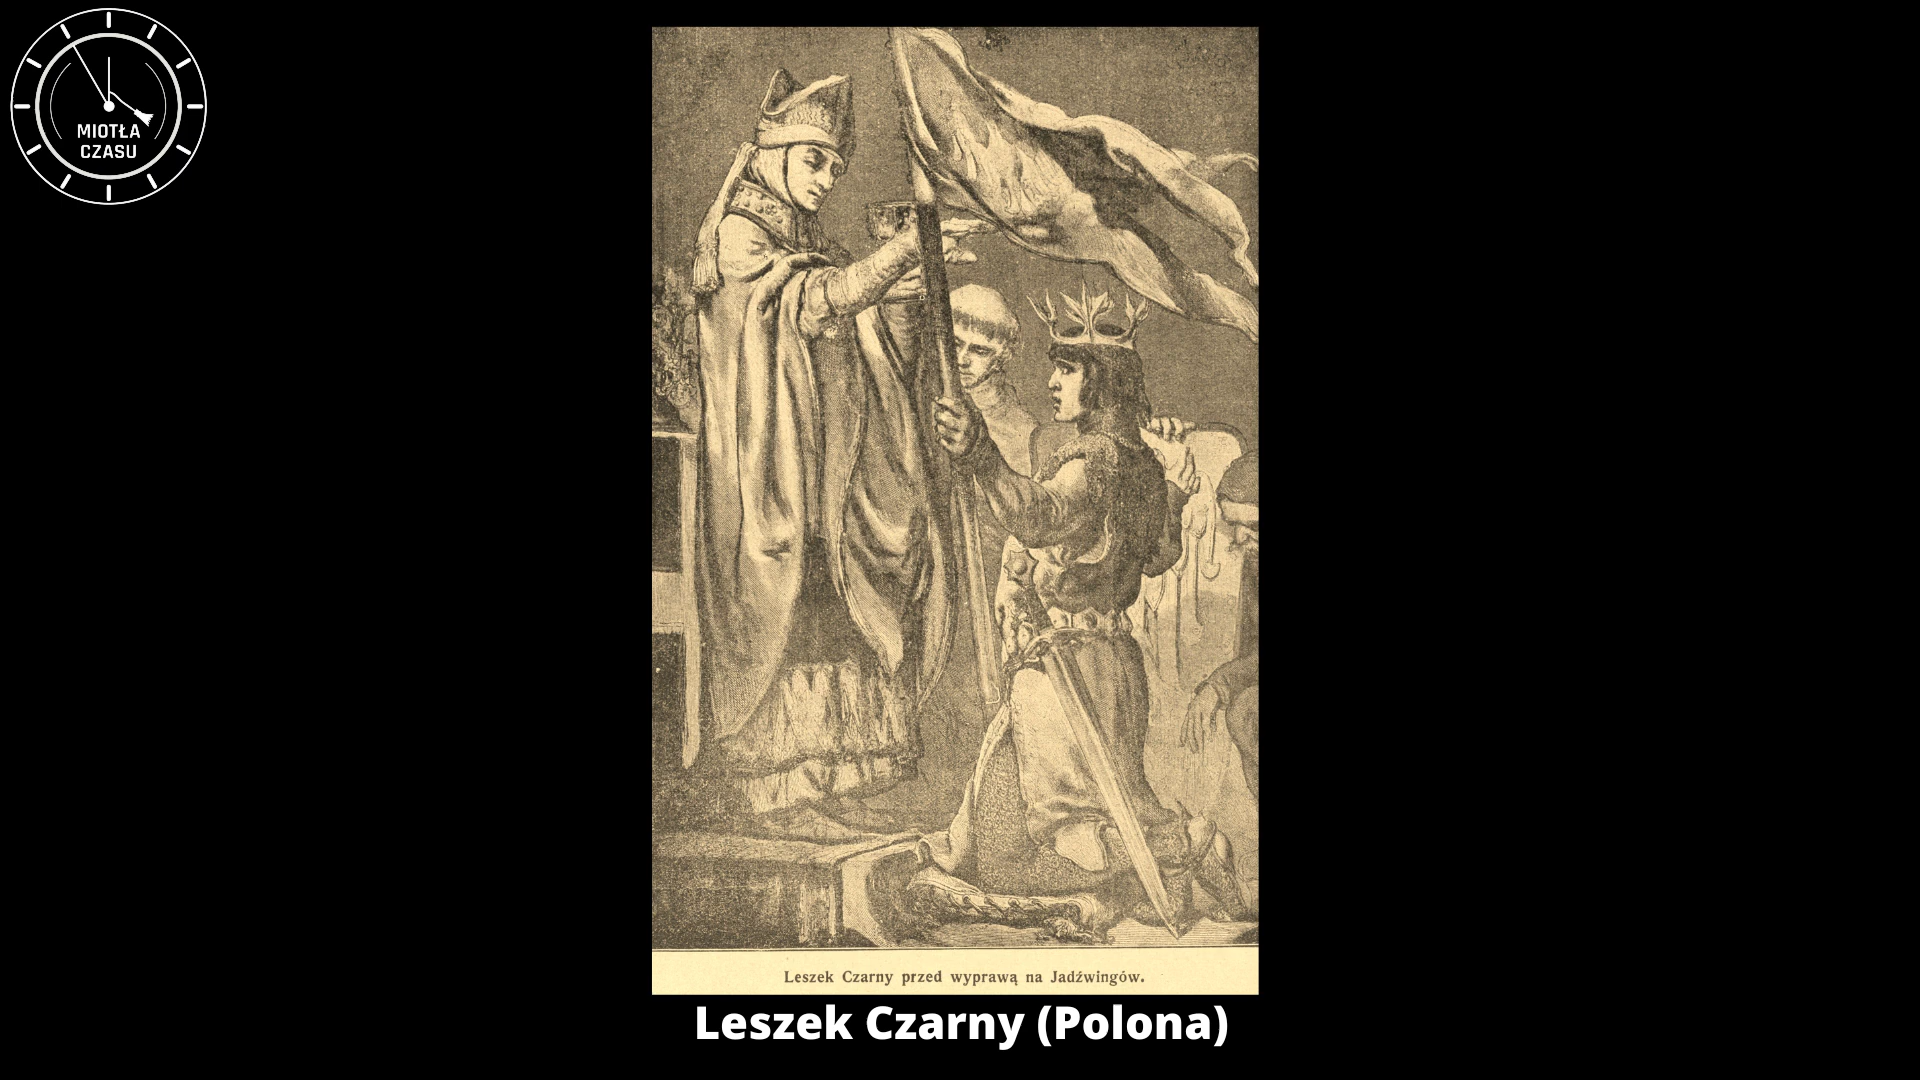 MIOTŁA
CZASU
Leszek Czarny przed wyprawą na Jadźwingów.
Leszek Czarny (Polona)